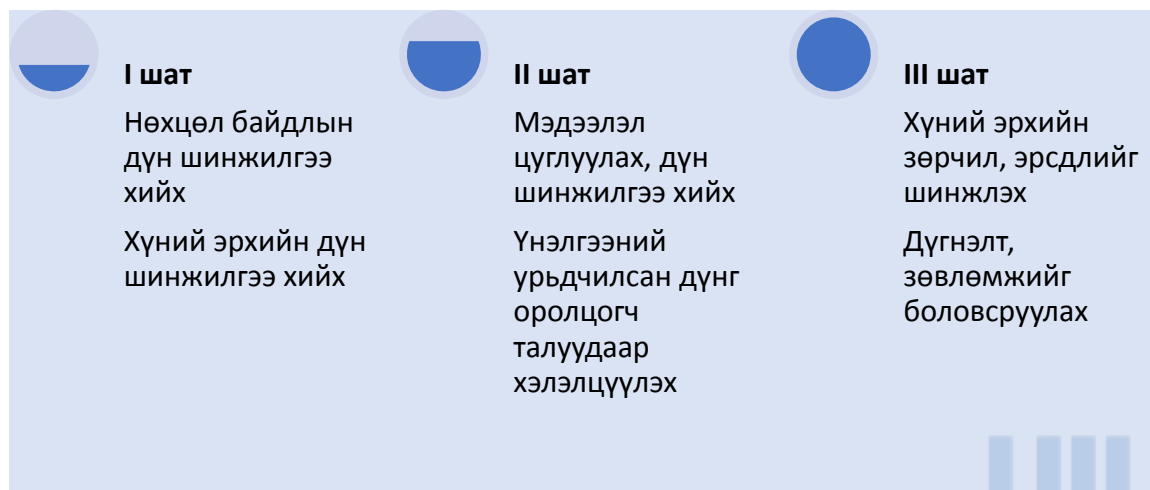 I шат
Нөхцөл байдлын
дүн шинжилгээ
хийх
Хүний эрхийн дүн
шинжилгээ хийх
II шат
Мэдээлэл
цуглуулах, дүн
шинжилгээ хийх
Үнэлгээний
урьдчилсан дүнг
оролцогч
талуудаар
хэлэлцүүлэх
III шат
Хүний эрхийн
зөрчил, эрсдлийг
шинжлэх
Дүгнэлт,
зөвлөмжийг
боловсруулах